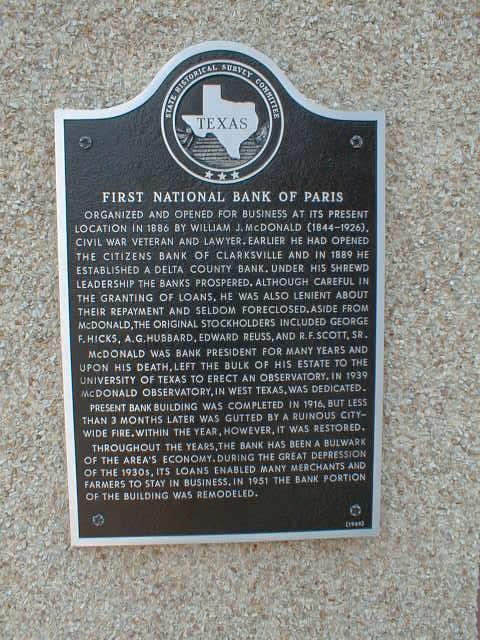 STATE HISTORICAL SURVEY COMMITTEE
TEXAS
FIRST NATIONAL BANK OF PARIS
ORGANIZED AND OPENED FOR BUSINESS AT ITS PRESENT
LOCATION IN 1886 BY WILLIAM J. McDONALD (1844-1926),
CIVIL WAR VETERAN AND LAWYER. EARLIER HE HAD OPENED
THE CITIZENS BANK OF CLARKSVILLE AND IN 1889 HE
ESTABLISHED A DELTA COUNTY BANK. UNDER HIS SHREWD
LEADERSHIP THE BANKS PROSPERED. ALTHOUGH CAREFUL IN
THE GRANTING OF LOANS, HE WAS ALSO LENIENT ABOUT
THEIR REPAYMENT AND SELDOM FORECLOSED. ASIDE FROM
McDONALD, THE ORIGINAL STOCKHOLDERS INCLUDED GEORGE
F. HICKS, A. G. HUBBARD, EDWARD REUSS, AND R. F. SCOTT, SR.
McDONALD WAS BANK PRESIDENT FOR MANY YEARS AND
UPON HIS DEATH, LEFT THE BULK OF HIS ESTATE TO THE
UNIVERSITY OF TEXAS TO ERECT AN OBSERVATORY. IN 1939
McDONALD OBSERVATORY, IN WEST TEXAS, WAS DEDICATED.
PRESENT BANK BUILDING WAS COMPLETED IN 1916, BUT LESS
THAN 3 MONTHS LATER WAS GUTTED BY A RUINOUS CITY-
WIDE FIRE. WITHIN THE YEAR, HOWEVER, IT WAS RESTORED.
THROUGHOUT THE YEARS, THE BANK HAS BEEN A BULWARK
OF THE AREA'S ECONOMY. DURING THE GREAT DEPRESSION
OF THE 1930s, ITS LOANS ENABLED MANY MERCHANTS AND
FARMERS TO STAY IN BUSINESS. IN 1951 THE BANK PORTION
OF THE BUILDING WAS REMODELED.
(1969)